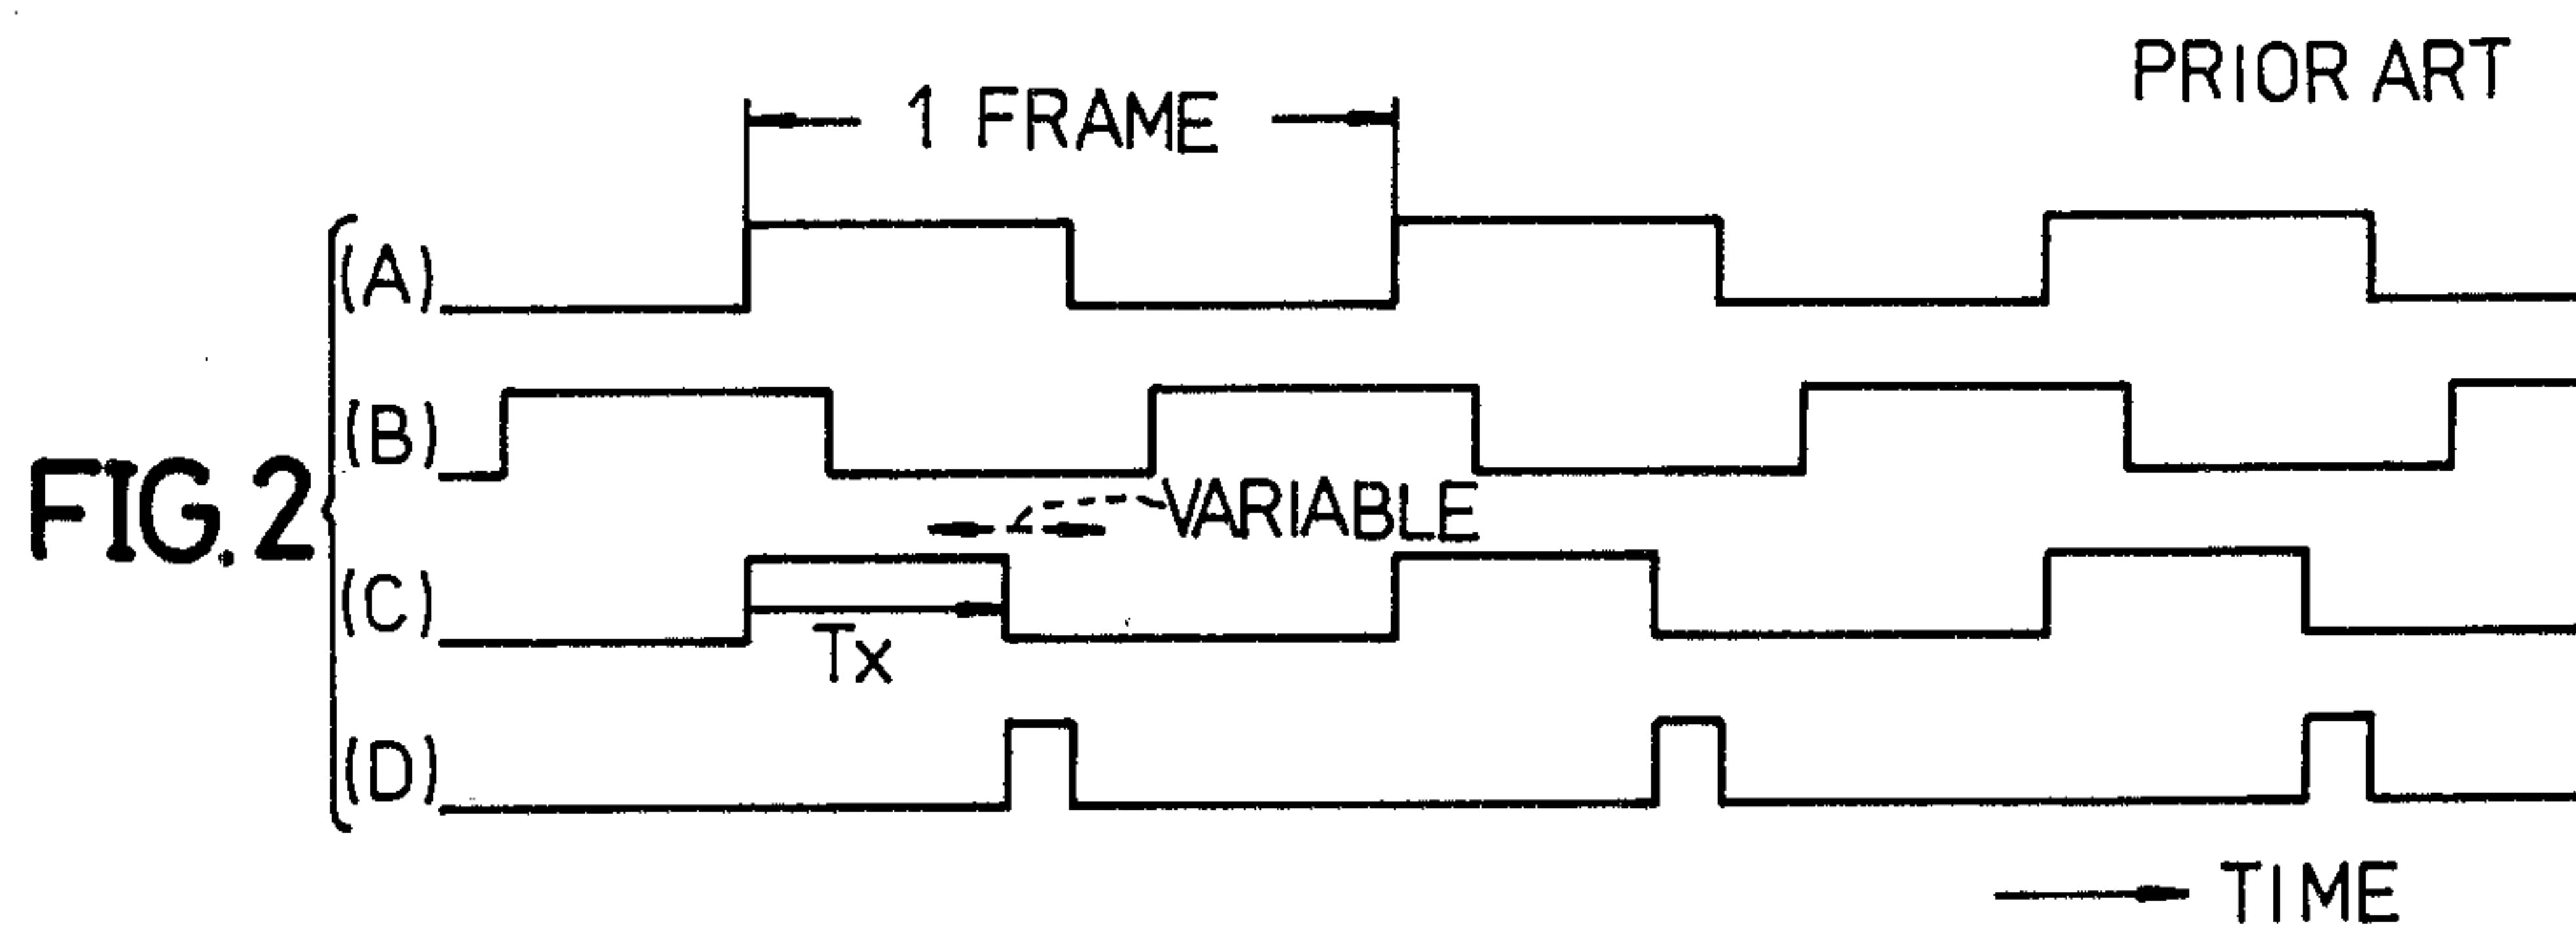 PRIOR ART
1 FRAME
(A)
(B)
FIG. 2
VARIABLE
(C)
Tx
(D)
TIME